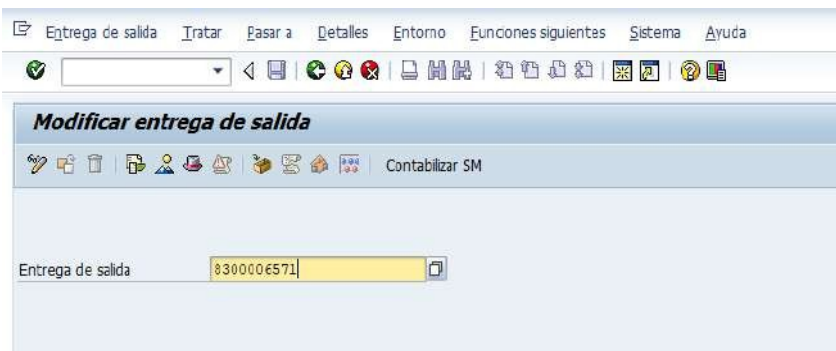 Entrega de salida Tratar Pasar a Detalles Entorno Funciones siguientes Sistema Ayuda
Modificar entrega de salida
Contabilizar SM
Entrega de salida 8300006571